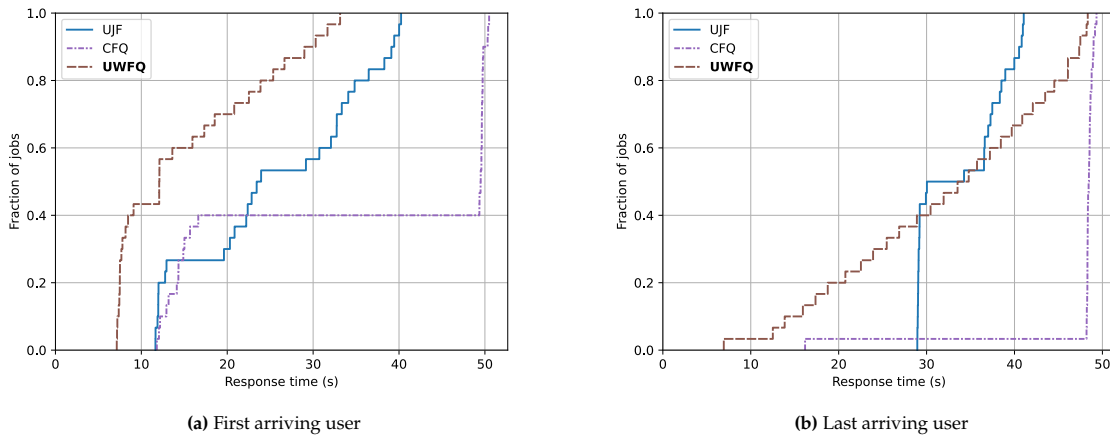 1.0
0.8
0.6
0.4
0.2
0.0
Fraction of jobs
UJF
CFQ
UWFQ
0 10 20 30 40 50
Response time (s)
(a) First arriving user
1.0
0.8
0.6
0.4
0.2
0.0
Fraction of jobs
UJF
CFQ
UWFQ
0 10 20 30 40 50
Response time (s)
(b) Last arriving user